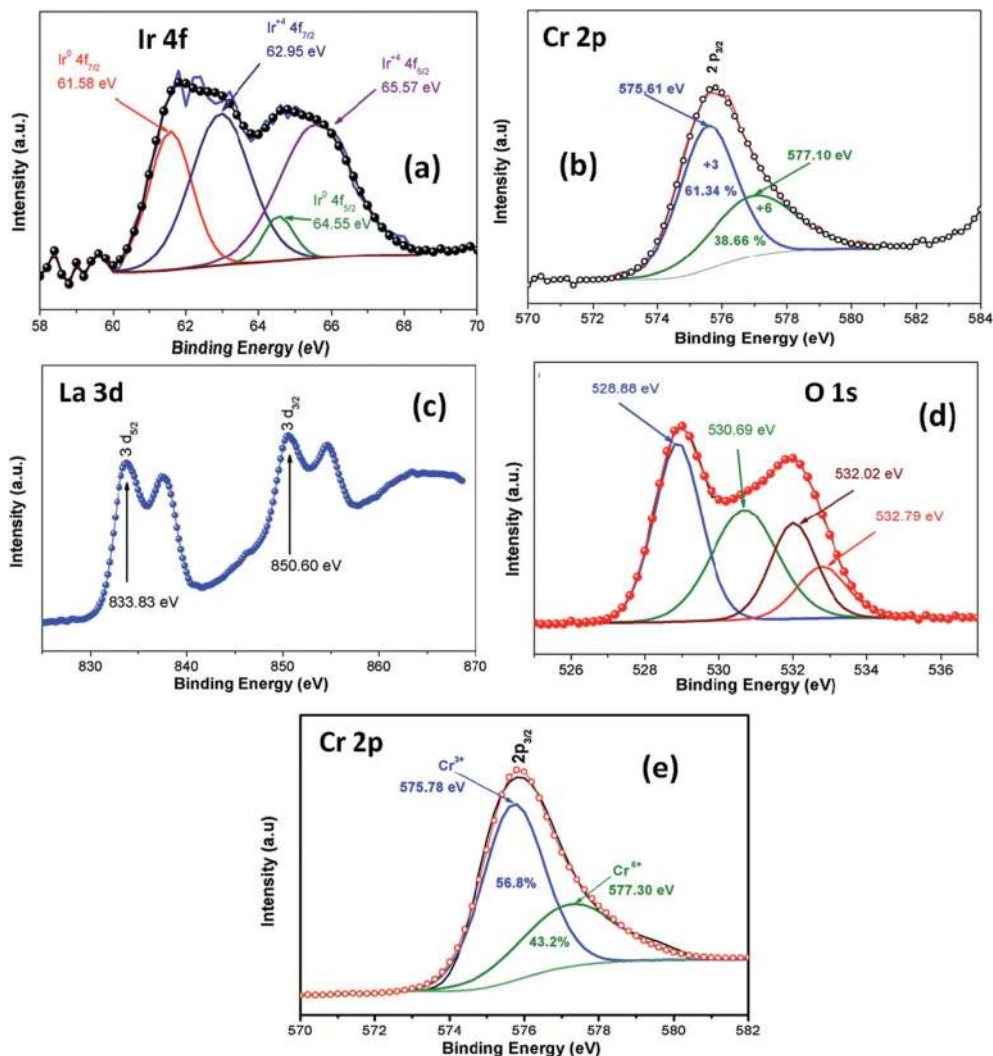 (a)
Ir 4f
Ir⁰ 4f₇/₂
61.58 eV
Ir⁺⁴ 4f₇/₂
62.95 eV
Ir⁺⁴ 4f₅/₂
65.57 eV
Ir⁰ 4f₅/₂
64.55 eV
Intensity (a.u.)
58 60 62 64 66 68 70
Binding Energy (eV)
Cr 2p
(b)
2 p₃/₂
575.61 eV
577.10 eV
+3
61.34 %
+6
38.66 %
Intensity (a.u.)
570 572 574 576 578 580 582 584
Binding Energy (eV)
La 3d
(c)
3 d₅/₂
3 d₃/₂
833.83 eV
850.60 eV
Intensity (a.u.)
830 840 850 860 870
Binding Energy (eV)
O 1s
(d)
528.88 eV
530.69 eV
532.02 eV
532.79 eV
Intensity (a.u.)
526 528 530 532 534 536
Binding Energy (eV)
Cr 2p
(e)
2p₃/₂
Cr³⁺
575.78 eV
Cr⁶⁺
577.30 eV
56.8%
43.2%
Intensity (a.u)
570 572 574 576 578 580 582
Binding Energy (eV)